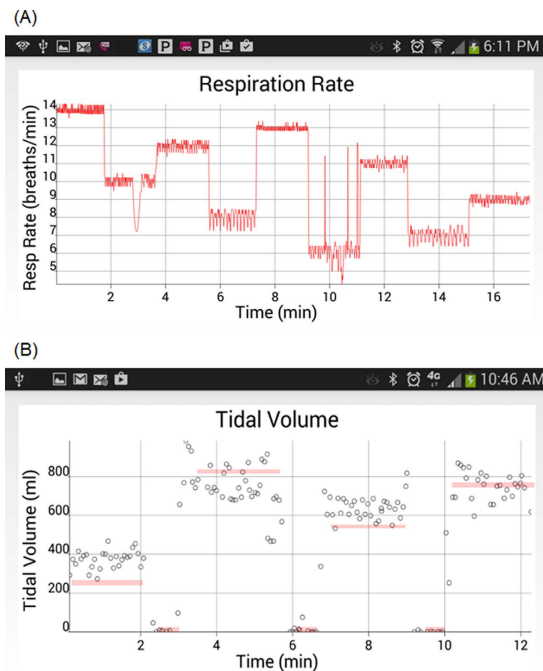 (A)
P P 6:11 PM
Respiration Rate
Resp Rate (breaths/min)
14
13
12
11
10
9
8
7
6
5
2 4 6 8 10 12 14 16
Time (min)
(B)
4G 10:46 AM
Tidal Volume
Tidal Volume (ml)
800
600
400
200
0
2 4 6 8 10 12
Time (min)